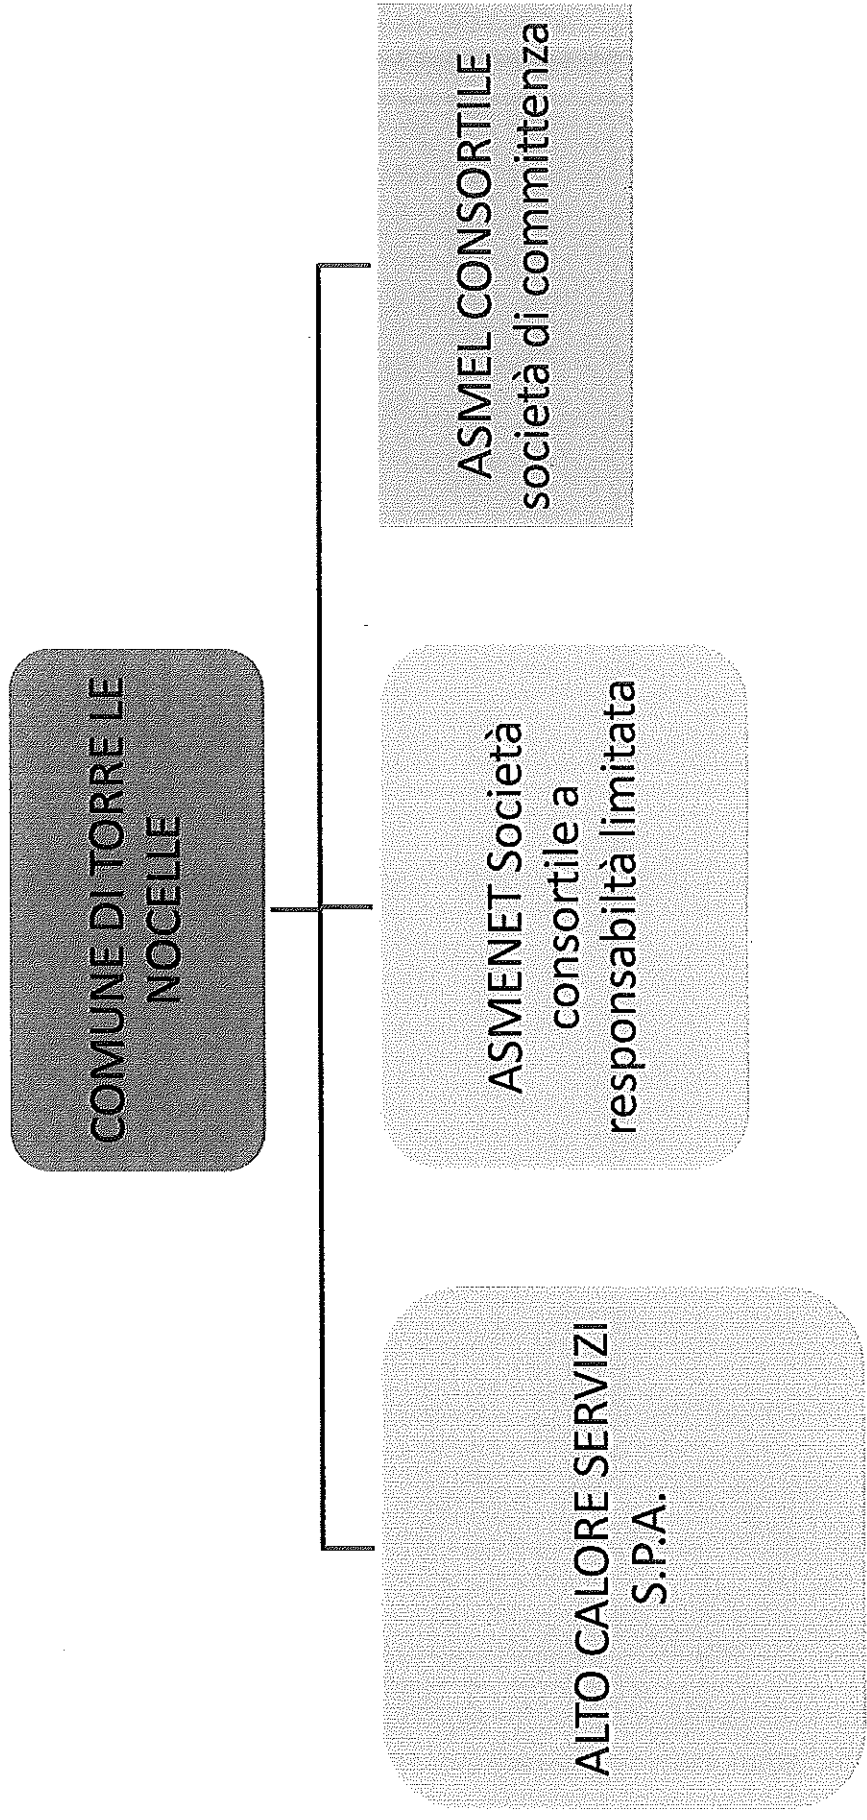 COMUNE DI TORRE LE
NOCELLE
ALTO CALORE SERVIZI
S.P.A.
ASMENET Società
consortile a
responsabiltà limitata
ASMEL CONSORTILE
società di committenza